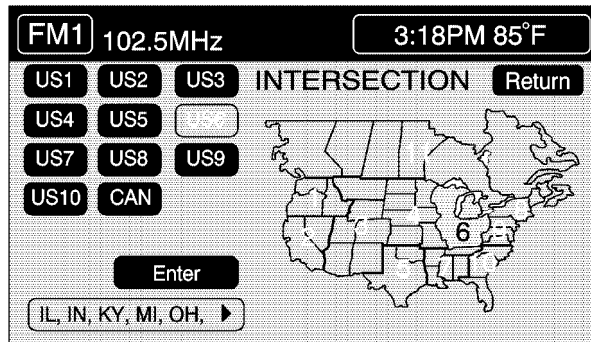 FM1 102.5MHz 3:18PM 85°F
US1 US2 US3 INTERSECTION Return
US4 US5 US6
US7 US8 US9
US10 CAN
6
Enter
IL, IN, KY, MI, OH,